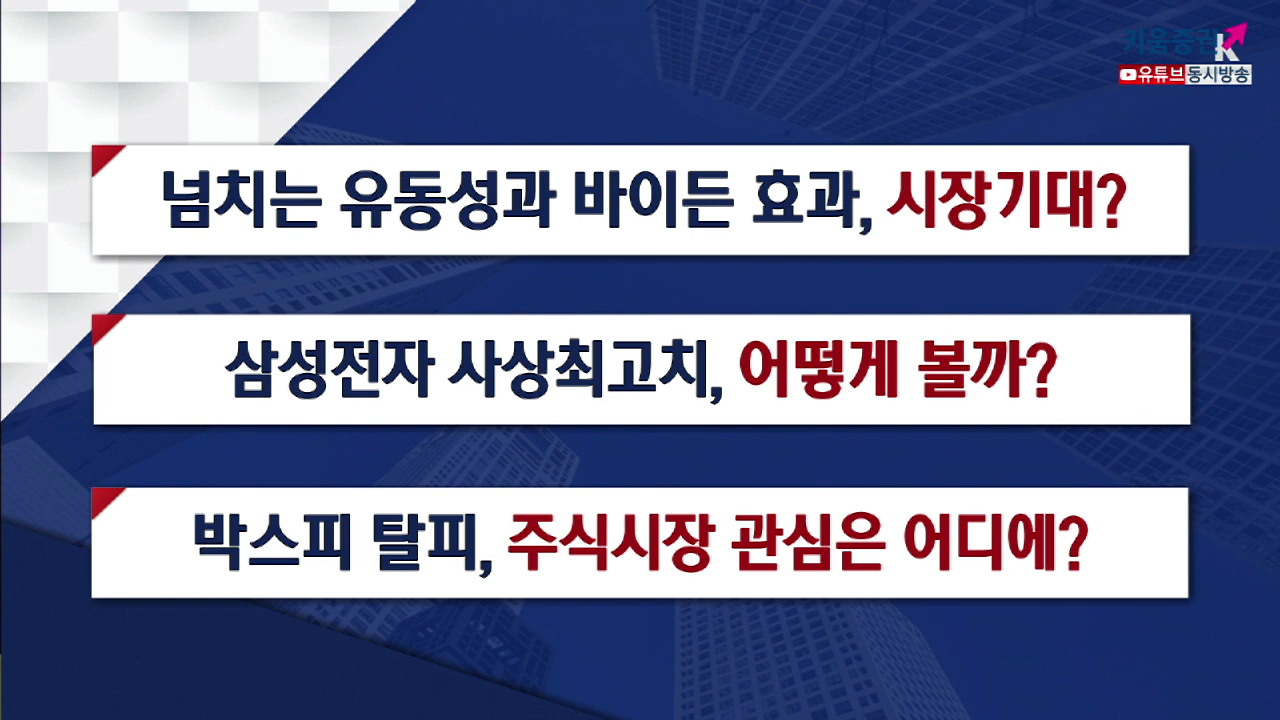 키움증권
유튜브 동시방송
넘치는 유동성과 바이든 효과, 시장기대?
삼성전자 사상최고치, 어떻게 볼까?
박스피 탈피, 주식시장 관심은 어디에?